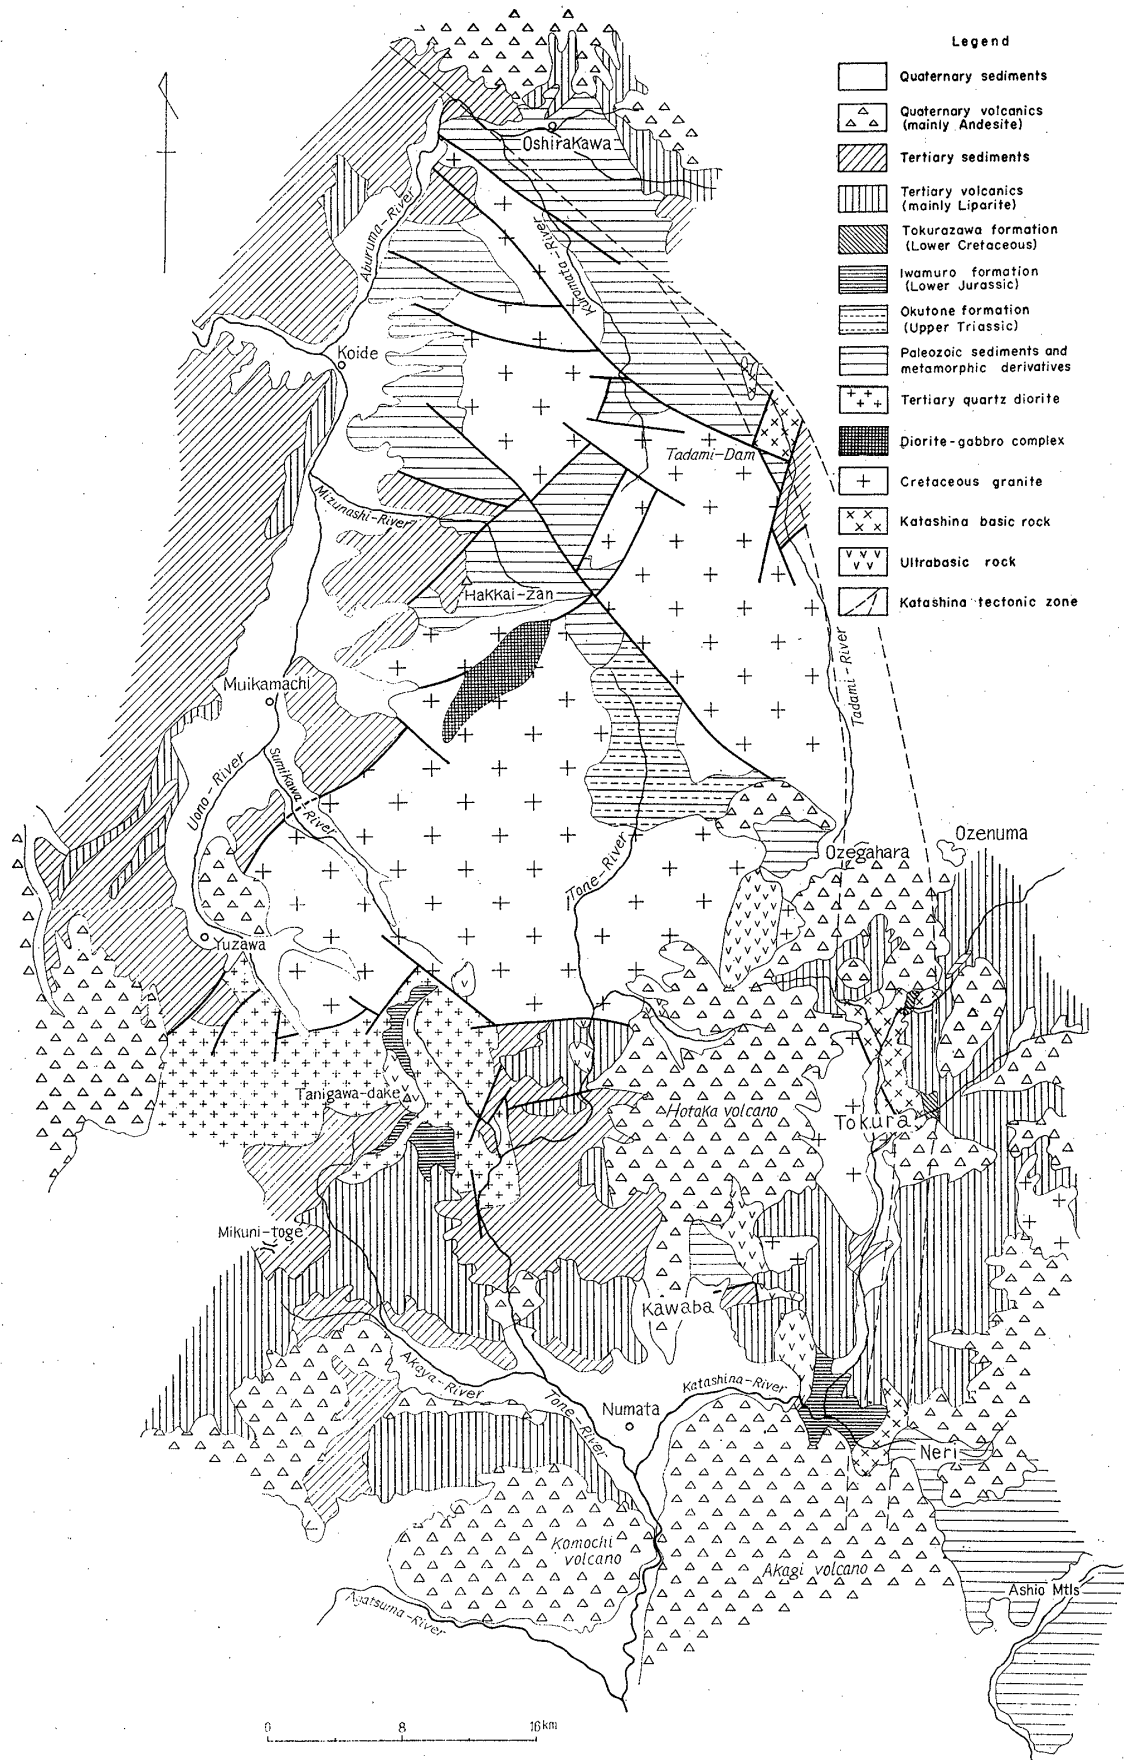 Legend
Quaternary sediments
Quaternary volcanics
(mainly Andesite)
Tertiary sediments
Tertiary volcanics
(mainly Liparite)
Tokurazawa formation
(Lower Cretaceous)
Iwamuro formation
(Lower Jurassic)
Okutone formation
(Upper Triassic)
Paleozoic sediments and
metamorphic derivatives
Tertiary quartz diorite
Diorite-gabbro complex
Cretaceous granite
Katashina basic rock
Ultrabasic rock
Katashina tectonic zone
Oshirakawa
Aburuma-River
Kuromata-River
Koide
Tadami-Dam
Mizunashi-River
Hakkai-zan
Tadami-River
Muikamachi
Uono-River
Sumikawa-River
Ozenuma
Ozegahara
Tone-River
Yuzawa
Tanigawa-dake
Hotaka volcano
Tokura
Mikuni-toge
Kawaba
Akaya-River
Katashina-River
Tone-River
Numata
Neri
Komochi
volcano
Akagi volcano
Agatsuma-River
Ashio Mtls
0 8 16km